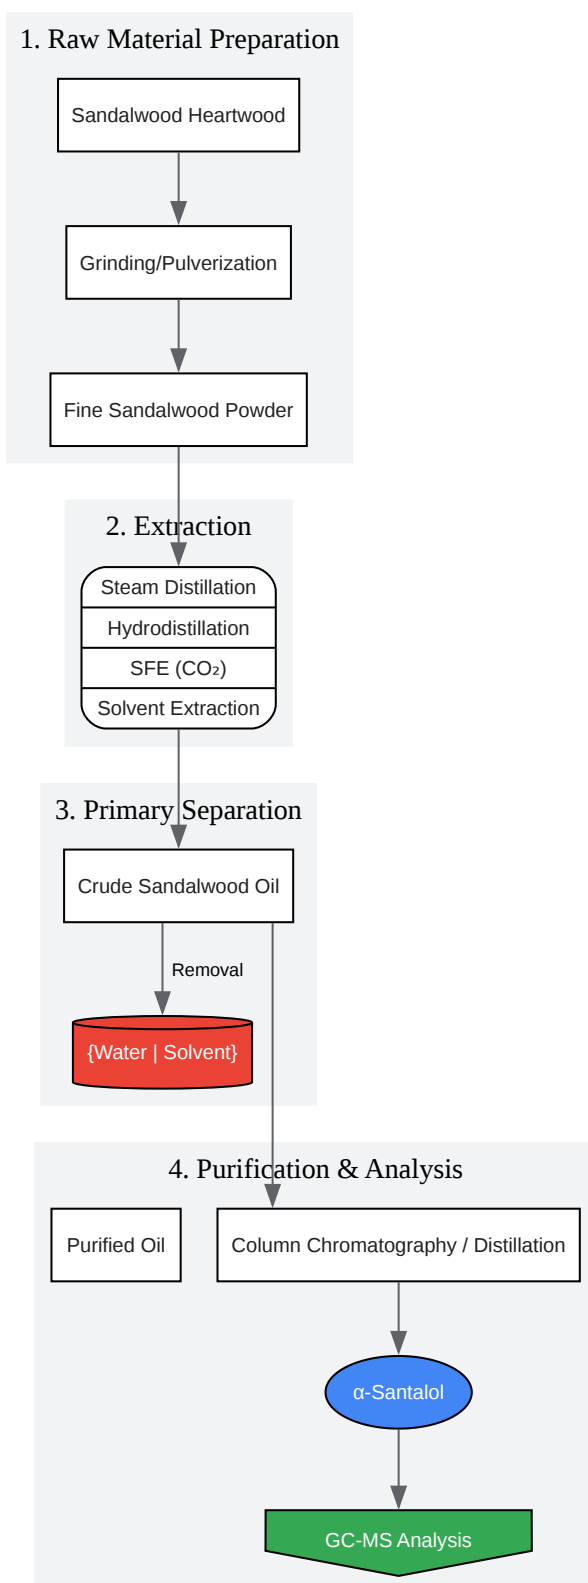 1. Raw Material Preparation
Sandalwood Heartwood
Grinding/Pulverization
Fine Sandalwood Powder
2. Extraction
Steam Distillation
Hydrodistillation
SFE (CO₂)
Solvent Extraction
3. Primary Separation
Crude Sandalwood Oil
Removal
{Water | Solvent}
4. Purification & Analysis
Purified Oil
Column Chromatography / Distillation
α-Santalol
GC-MS Analysis